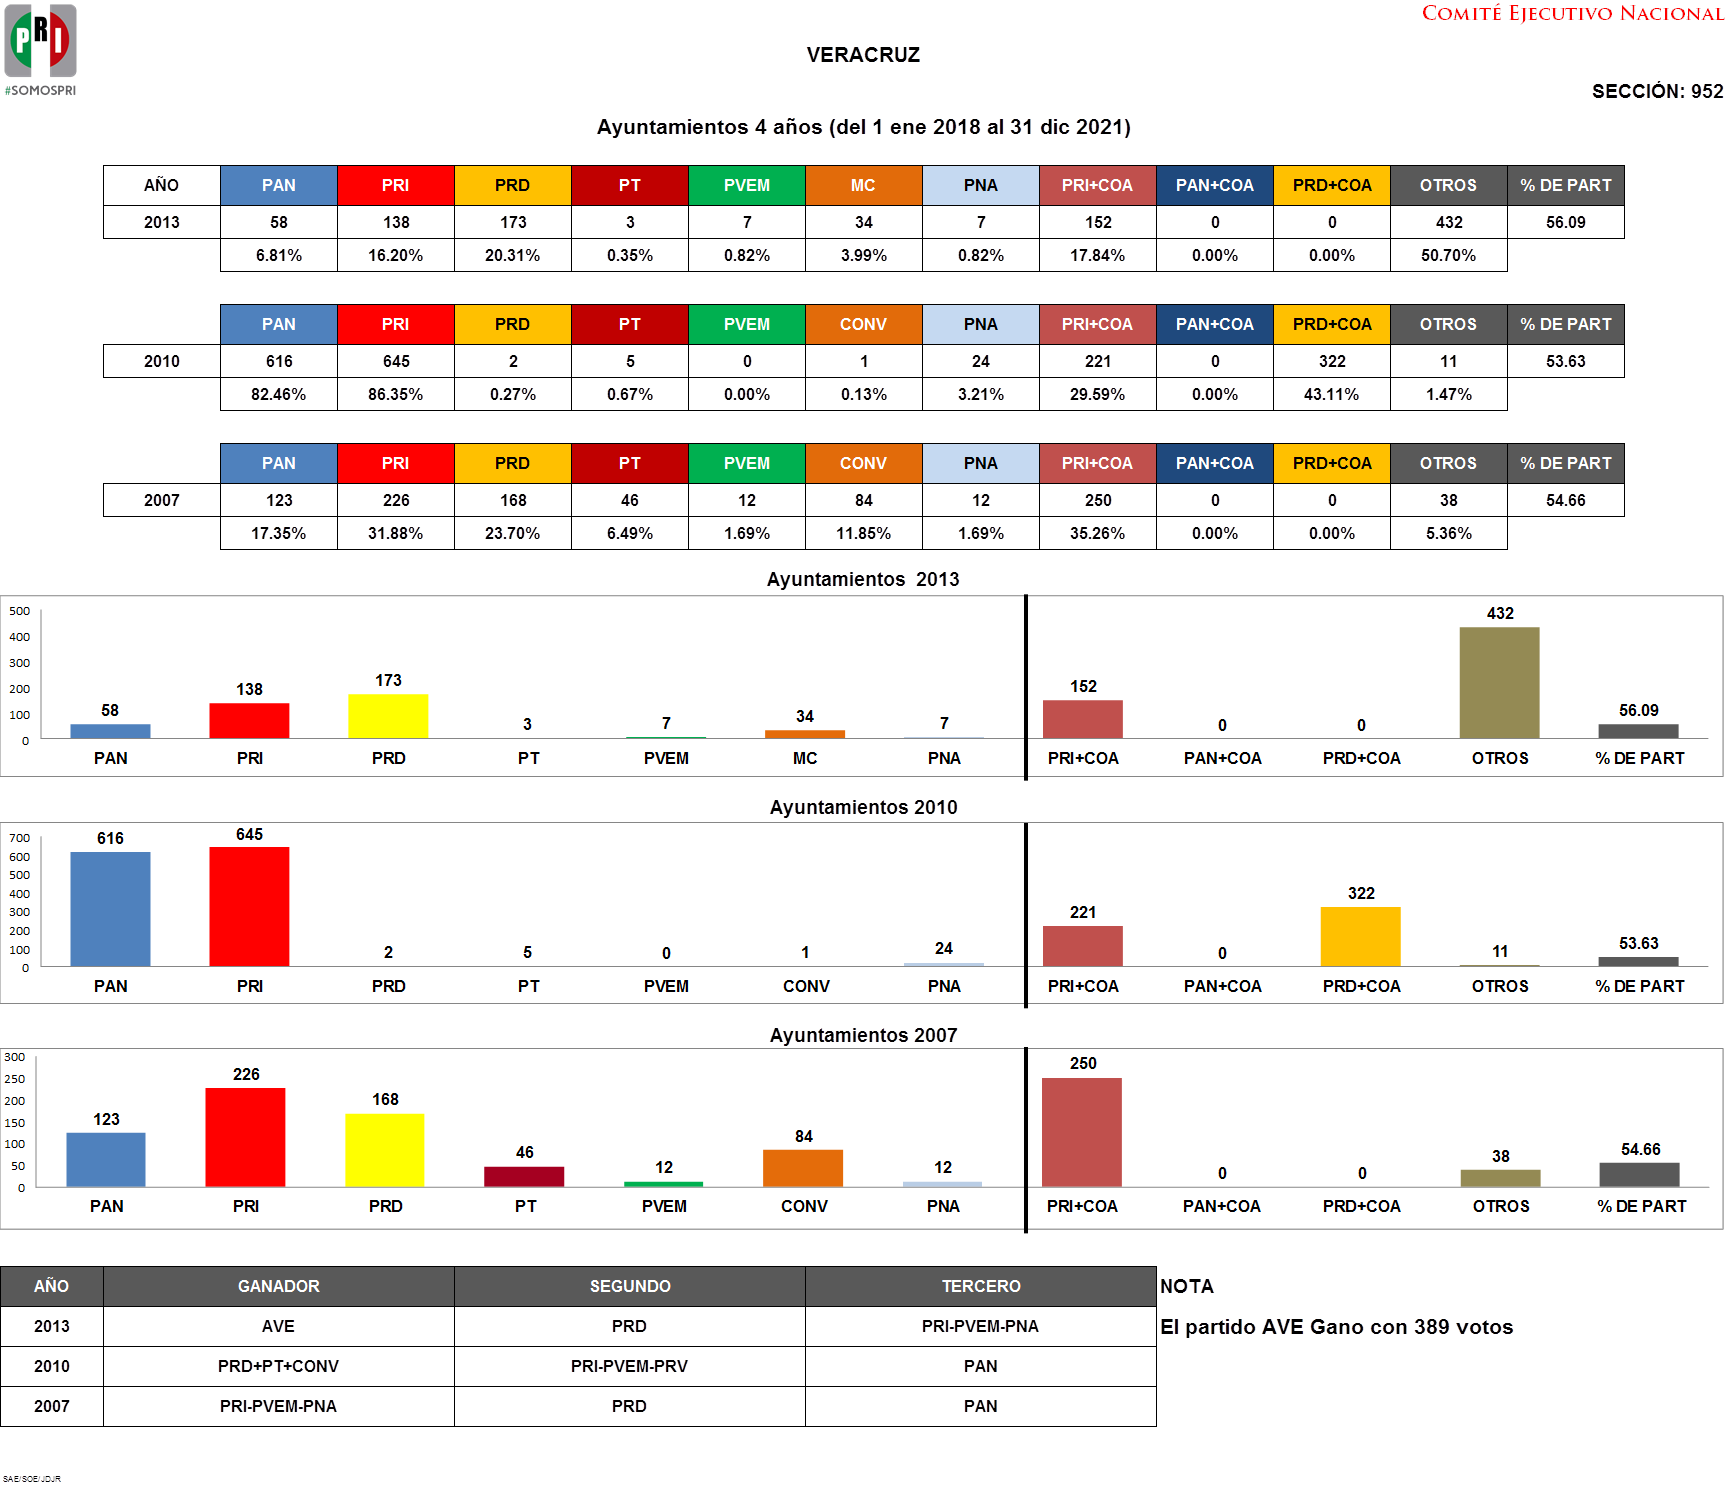 PRI
#SOMOSPRI
COMITÉ EJECUTIVO NACIONAL
VERACRUZ
SECCIÓN: 952
Ayuntamientos 4 años (del 1 ene 2018 al 31 dic 2021)
AÑO PAN PRI PRD PT PVEM MC PNA PRI+COA PAN+COA PRD+COA OTROS % DE PART
2013 58 138 173 3 7 34 7 152 0 0 432 56.09
6.81% 16.20% 20.31% 0.35% 0.82% 3.99% 0.82% 17.84% 0.00% 0.00% 50.70%
PAN PRI PRD PT PVEM CONV PNA PRI+COA PAN+COA PRD+COA OTROS % DE PART
2010 616 645 2 5 0 1 24 221 0 322 11 53.63
82.46% 86.35% 0.27% 0.67% 0.00% 0.13% 3.21% 29.59% 0.00% 43.11% 1.47%
PAN PRI PRD PT PVEM CONV PNA PRI+COA PAN+COA PRD+COA OTROS % DE PART
2007 123 226 168 46 12 84 12 250 0 0 38 54.66
17.35% 31.88% 23.70% 6.49% 1.69% 11.85% 1.69% 35.26% 0.00% 0.00% 5.36%
Ayuntamientos 2013
500
400
300
200
100
0
58 138 173 3 7 34 7 152 0 0 432 56.09
PAN PRI PRD PT PVEM MC PNA PRI+COA PAN+COA PRD+COA OTROS % DE PART
Ayuntamientos 2010
700
600
500
400
300
200
100
0
616 645 2 5 0 1 24 221 0 322 11 53.63
PAN PRI PRD PT PVEM CONV PNA PRI+COA PAN+COA PRD+COA OTROS % DE PART
Ayuntamientos 2007
300
250
200
150
100
50
0
123 226 168 46 12 84 12 250 0 0 38 54.66
PAN PRI PRD PT PVEM CONV PNA PRI+COA PAN+COA PRD+COA OTROS % DE PART
AÑO GANADOR SEGUNDO TERCERO NOTA
2013 AVE PRD PRI-PVEM-PNA El partido AVE Gano con 389 votos
2010 PRD+PT+CONV PRI-PVEM-PRV PAN
2007 PRI-PVEM-PNA PRD PAN
SAE/SOE/JDJR